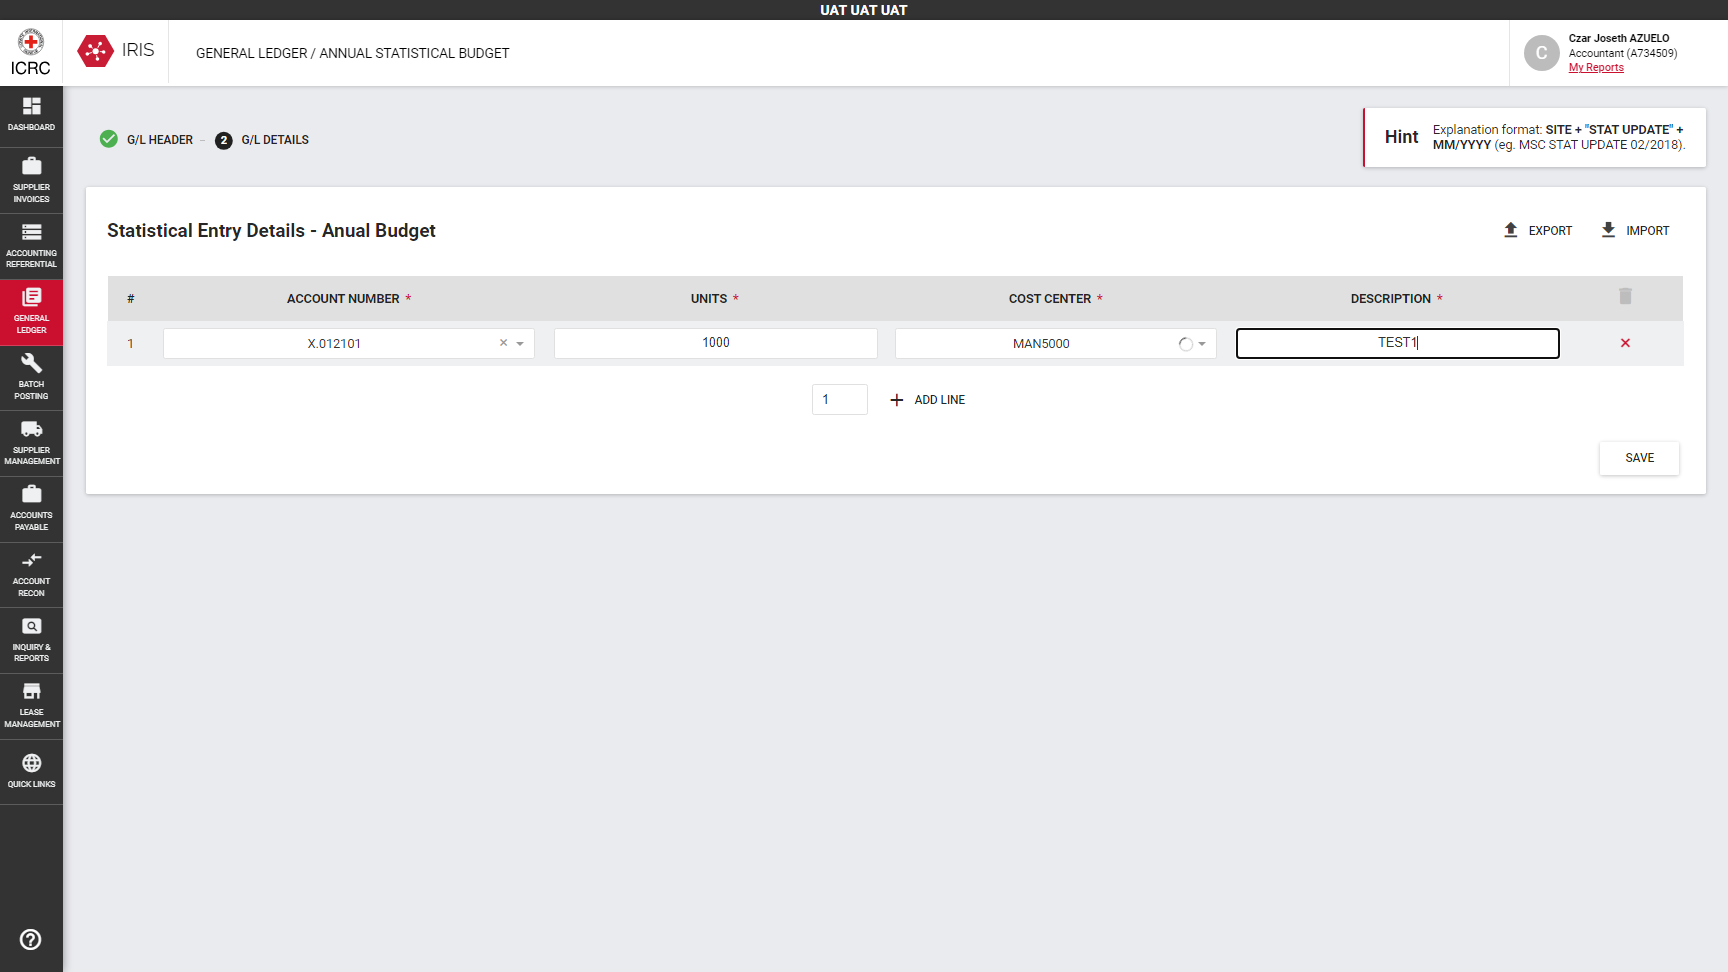 UAT UAT UAT
ICRC
IRIS
GENERAL LEDGER / ANNUAL STATISTICAL BUDGET
C
Czar Joseth AZUELO
Accountant (A734509)
My Reports
DASHBOARD
SUPPLIER
INVOICES
ACCOUNTING
REFERENTIAL
GENERAL
LEDGER
BATCH
POSTING
SUPPLIER
MANAGEMENT
ACCOUNTS
PAYABLE
ACCOUNT
RECON
INQUIRY &
REPORTS
LEASE
MANAGEMENT
QUICK LINKS
G/L HEADER
2 G/L DETAILS
Hint
Explanation format: SITE + "STAT UPDATE" +
MM/YYYY (eg. MSC STAT UPDATE 02/2018).
Statistical Entry Details - Anual Budget
EXPORT
IMPORT
# ACCOUNT NUMBER * UNITS * COST CENTER * DESCRIPTION *
1 X.012101 × 1000 MAN5000 TEST1
1 + ADD LINE
SAVE